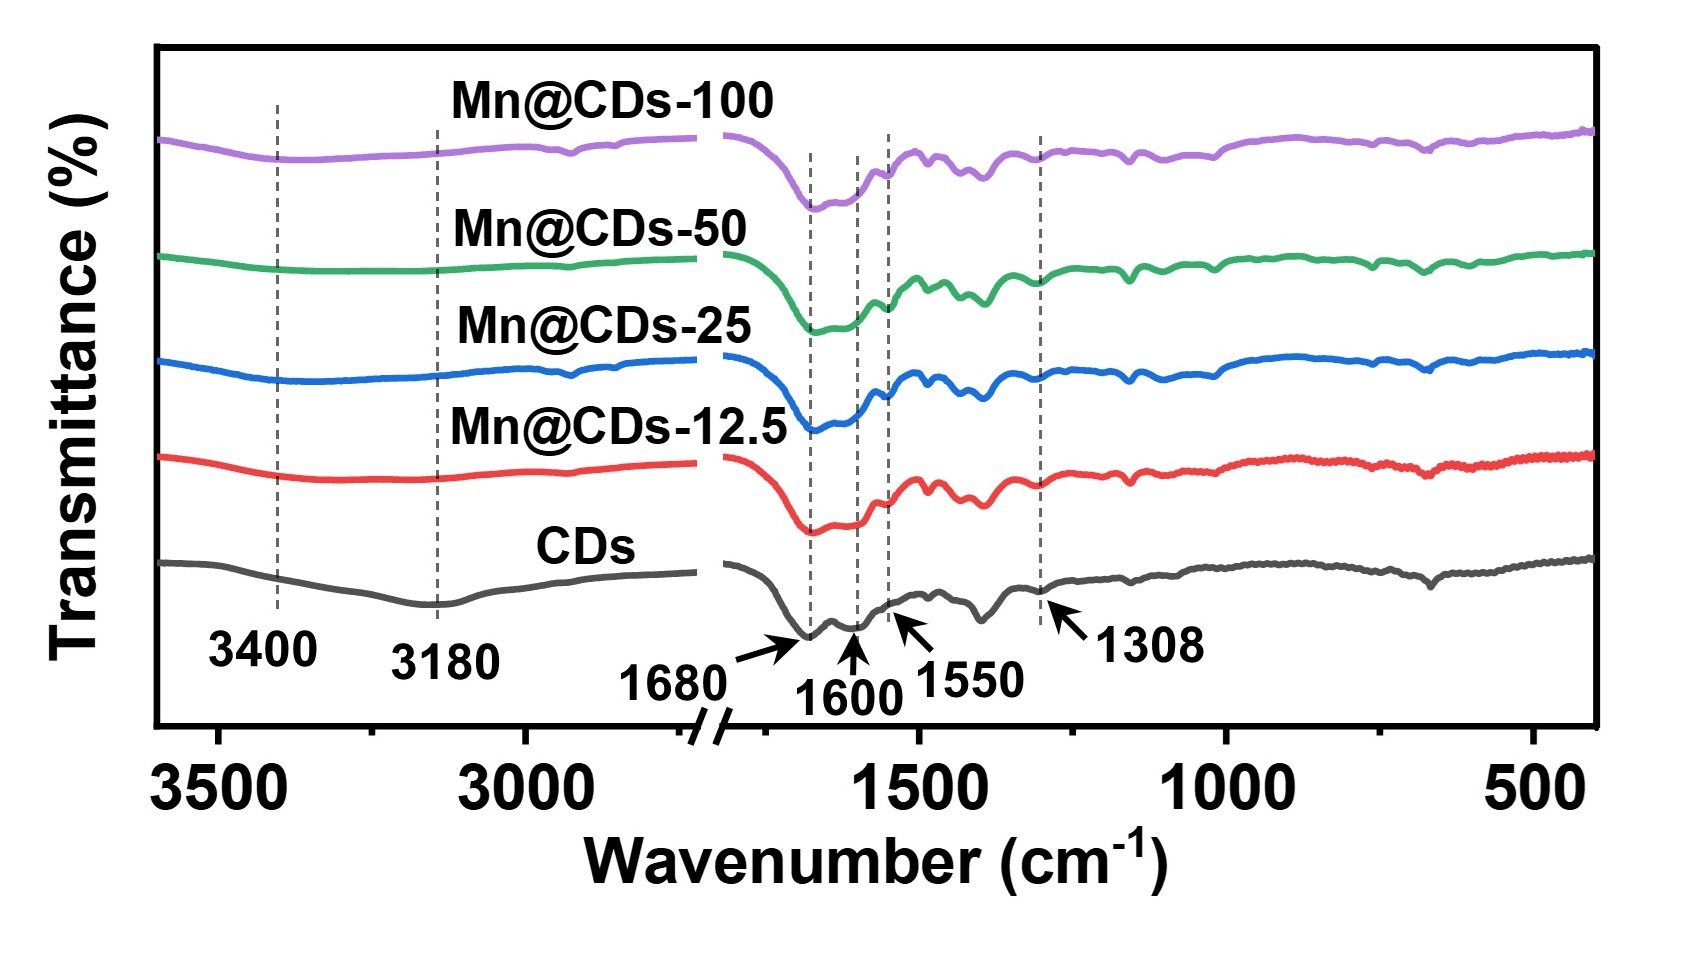 Transmittance (%)
Mn@CDs-100
Mn@CDs-50
Mn@CDs-25
Mn@CDs-12.5
CDs
3400
3180
1680
1600
1550
1308
3500 3000 1500 1000 500
Wavenumber (cm⁻¹)